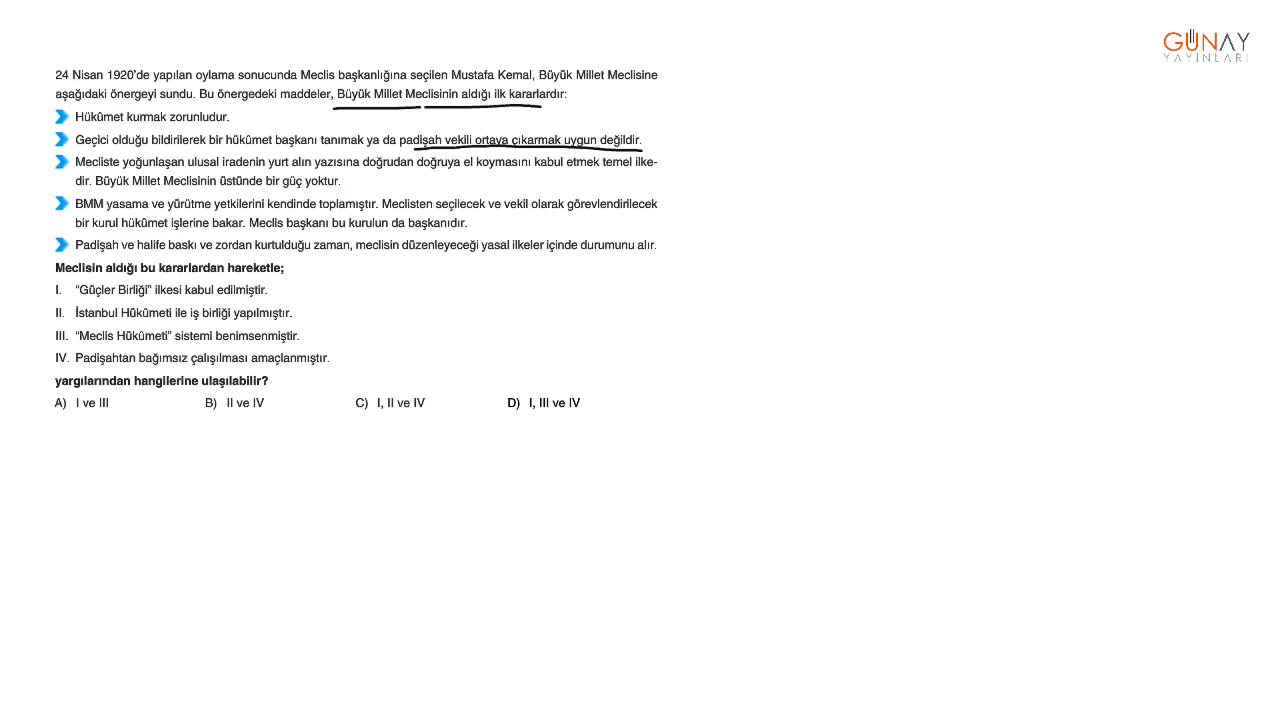 GÜNAY
YAYINLARI
24 Nisan 1920'de yapılan oylama sonucunda Meclis başkanlığına seçilen Mustafa Kemal, Büyük Millet Meclisine
aşağıdaki önergeyi sundu. Bu önergedeki maddeler, Büyük Millet Meclisinin aldığı ilk kararlardır:
Hükûmet kurmak zorunludur.
Geçici olduğu bildirilerek bir hükûmet başkanı tanımak ya da padişah vekili ortaya çıkarmak uygun değildir.
Mecliste yoğunlaşan ulusal iradenin yurt alın yazısına doğrudan doğruya el koymasını kabul etmek temel ilke-
dir. Büyük Millet Meclisinin üstünde bir güç yoktur.
BMM yasama ve yürütme yetkilerini kendinde toplamıştır. Meclisten seçilecek ve vekil olarak görevlendirilecek
bir kurul hükûmet işlerine bakar. Meclis başkanı bu kurulun da başkanıdır.
Padişah ve halife baskı ve zordan kurtulduğu zaman, meclisin düzenleyeceği yasal ilkeler içinde durumunu alır.
Meclisin aldığı bu kararlardan hareketle;
I. "Güçler Birliği" ilkesi kabul edilmiştir.
II. İstanbul Hükûmeti ile iş birliği yapılmıştır.
III. "Meclis Hükûmeti" sistemi benimsenmiştir.
IV. Padişahtan bağımsız çalışılması amaçlanmıştır.
yargılarından hangilerine ulaşılabilir?
A) I ve III B) II ve IV C) I, II ve IV D) I, III ve IV